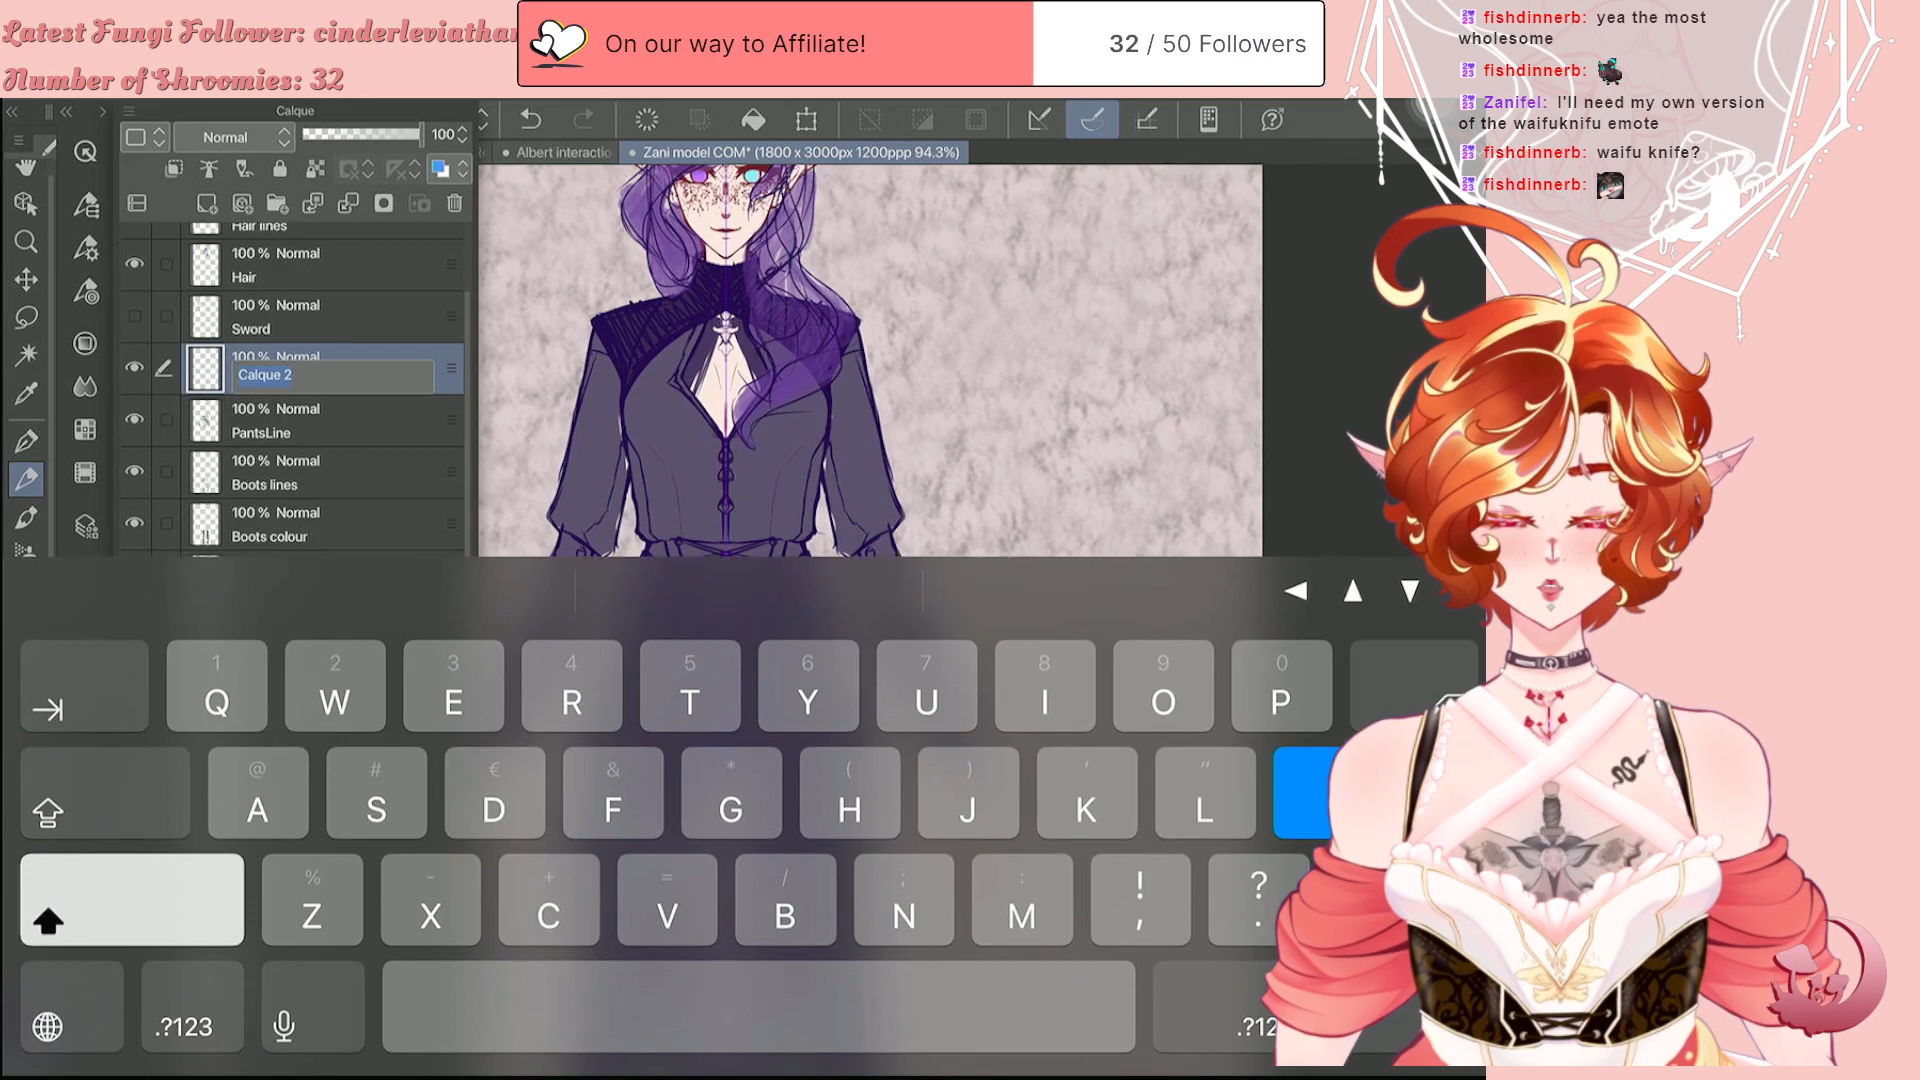 Latest Fungi Follower: cinderleviathan
Number of Shroomies: 32
On our way to Affiliate!
32 / 50 Followers
fishdinnerb: yea the most
wholesome
fishdinnerb:
Zanifel: I'll need my own version
of the waifuknifu emote
fishdinnerb: waifu knife?
fishdinnerb:
Calque
Normal
100
Albert interactio
Zani model COM* (1800 x 3000px 1200ppp 94.3%)
Hair lines
100 % Normal
Hair
100 % Normal
Sword
100 % Normal
Calque 2
100 % Normal
PantsLine
100 % Normal
Boots lines
100 % Normal
Boots colour
1 2 3 4 5 6 7 8 9 0
Q W E R T Y U I O P
@ # € & * ( ) ' "
A S D F G H J K L
% - + = / ; : ! ?
Z X C V B N M , .
.?123
.?12